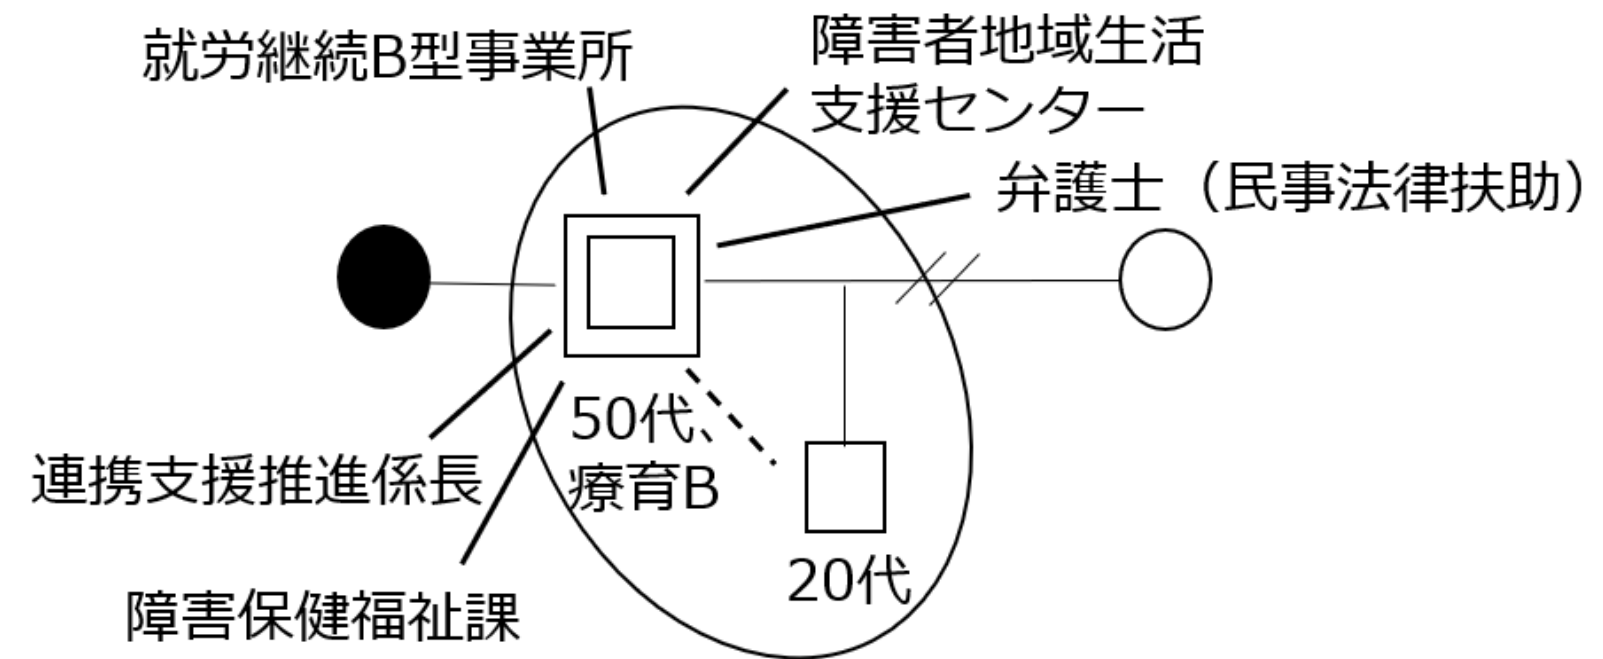 就労継続B型事業所
障害者地域生活
支援センター
弁護士（民事法律扶助）
50代、
療育B
連携支援推進係長
20代
障害保健福祉課